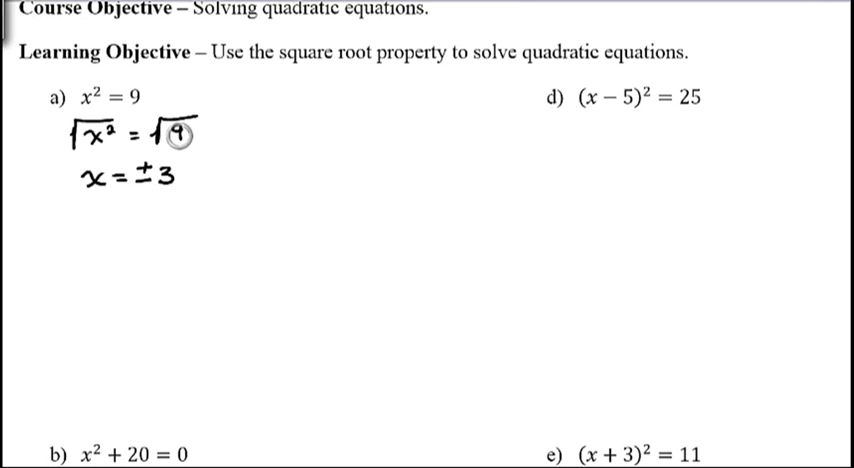 Course Objective – Solving quadratic equations.
Learning Objective – Use the square root property to solve quadratic equations.
a) x² = 9
√x² = √9
x = ±3
d) (x – 5)² = 25
b) x² + 20 = 0
e) (x + 3)² = 11